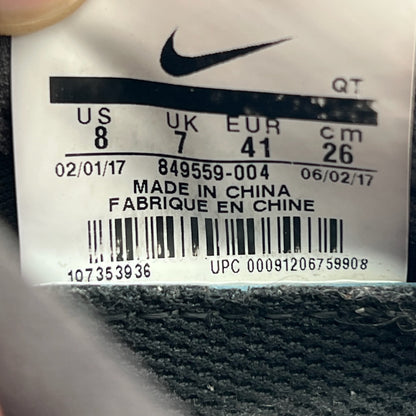 QT
US UK EUR cm
8 7 41 26
02/01/17 849559-004 06/02/17
MADE IN CHINA
FABRIQUE EN CHINE
107353936 UPC 00091206759908